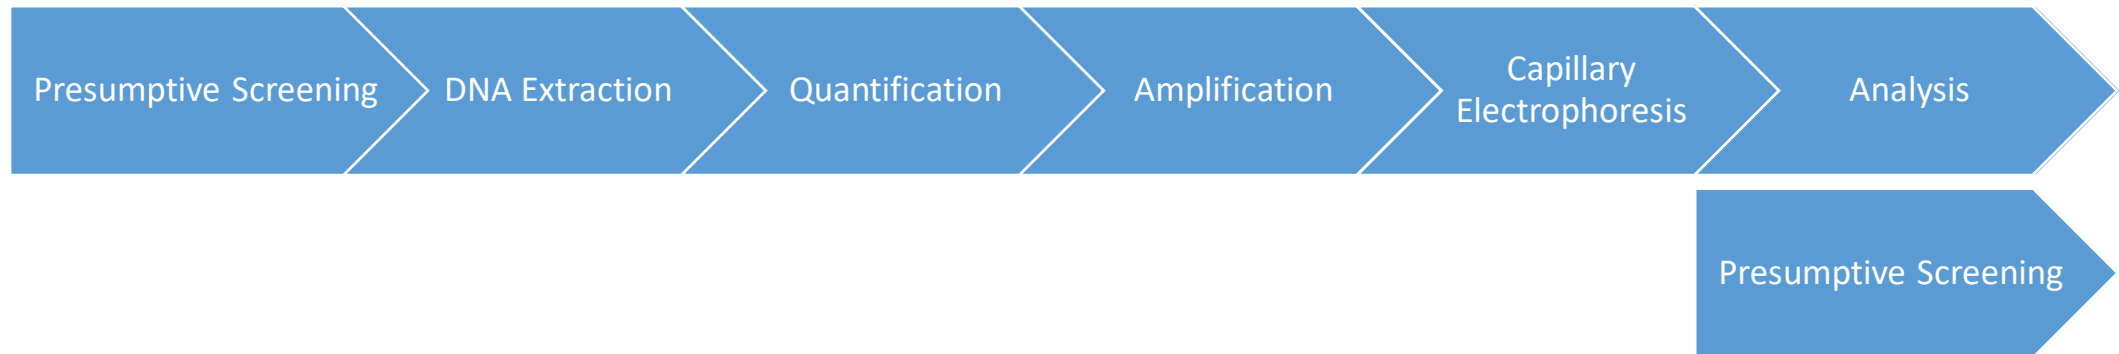 Presumptive Screening
DNA Extraction
Quantification
Amplification
Capillary
Electrophoresis
Analysis
Presumptive Screening